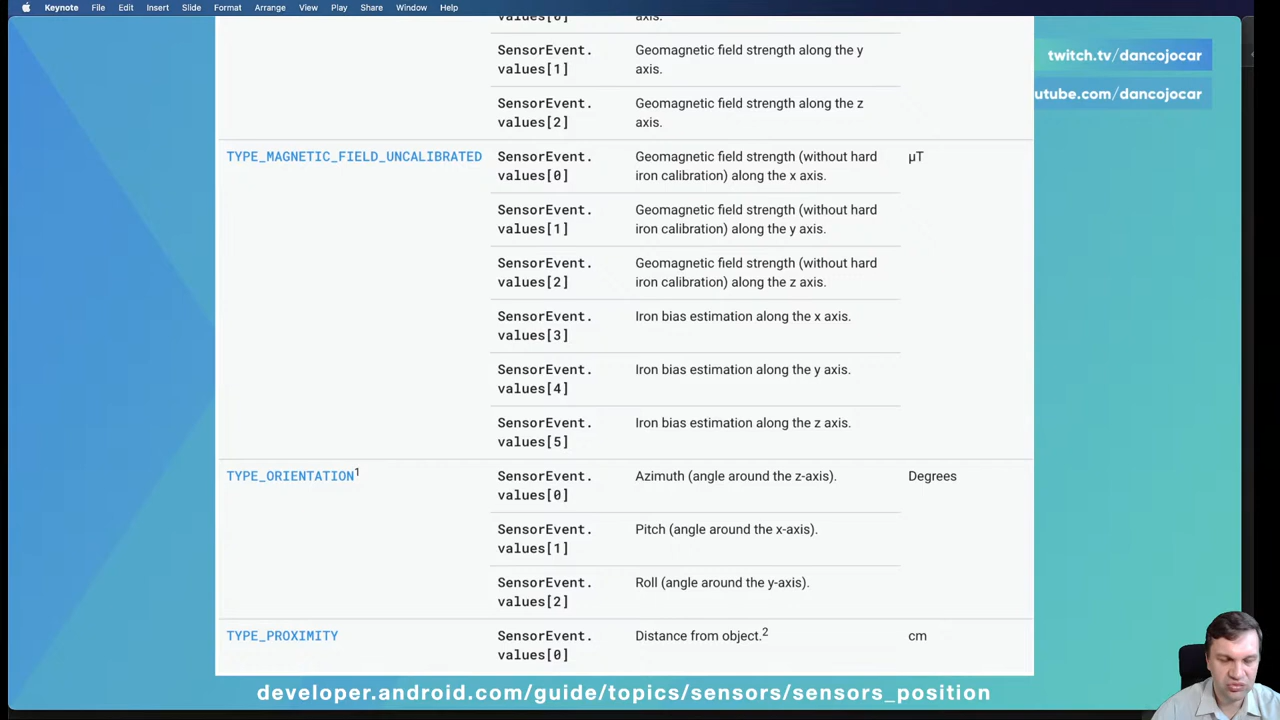 Keynote File Edit Insert Slide Format Arrange View Play Share Window Help
values[0] axis.
SensorEvent. Geomagnetic field strength along the y
values[1] axis.
SensorEvent. Geomagnetic field strength along the z
values[2] axis.
TYPE_MAGNETIC_FIELD_UNCALIBRATED SensorEvent. Geomagnetic field strength (without hard μT
values[0] iron calibration) along the x axis.
SensorEvent. Geomagnetic field strength (without hard
values[1] iron calibration) along the y axis.
SensorEvent. Geomagnetic field strength (without hard
values[2] iron calibration) along the z axis.
SensorEvent. Iron bias estimation along the x axis.
values[3]
SensorEvent. Iron bias estimation along the y axis.
values[4]
SensorEvent. Iron bias estimation along the z axis.
values[5]
TYPE_ORIENTATION1 SensorEvent. Azimuth (angle around the z-axis). Degrees
values[0]
SensorEvent. Pitch (angle around the x-axis).
values[1]
SensorEvent. Roll (angle around the y-axis).
values[2]
TYPE_PROXIMITY SensorEvent. Distance from object.2 cm
values[0]
twitch.tv/dancojocar
utube.com/dancojocar
developer.android.com/guide/topics/sensors/sensors_position